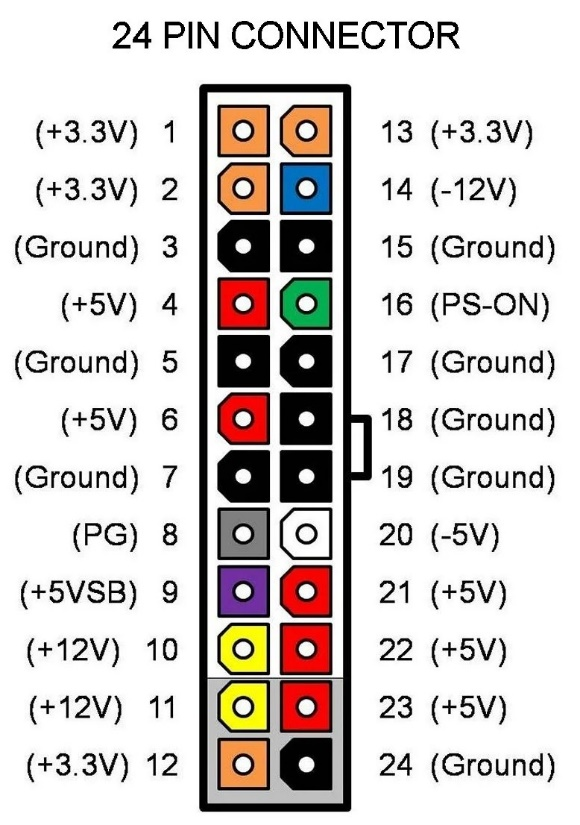 24 PIN CONNECTOR
(+3.3V) 1 13 (+3.3V)
(+3.3V) 2 14 (-12V)
(Ground) 3 15 (Ground)
(+5V) 4 16 (PS-ON)
(Ground) 5 17 (Ground)
(+5V) 6 18 (Ground)
(Ground) 7 19 (Ground)
(PG) 8 20 (-5V)
(+5VSB) 9 21 (+5V)
(+12V) 10 22 (+5V)
(+12V) 11 23 (+5V)
(+3.3V) 12 24 (Ground)